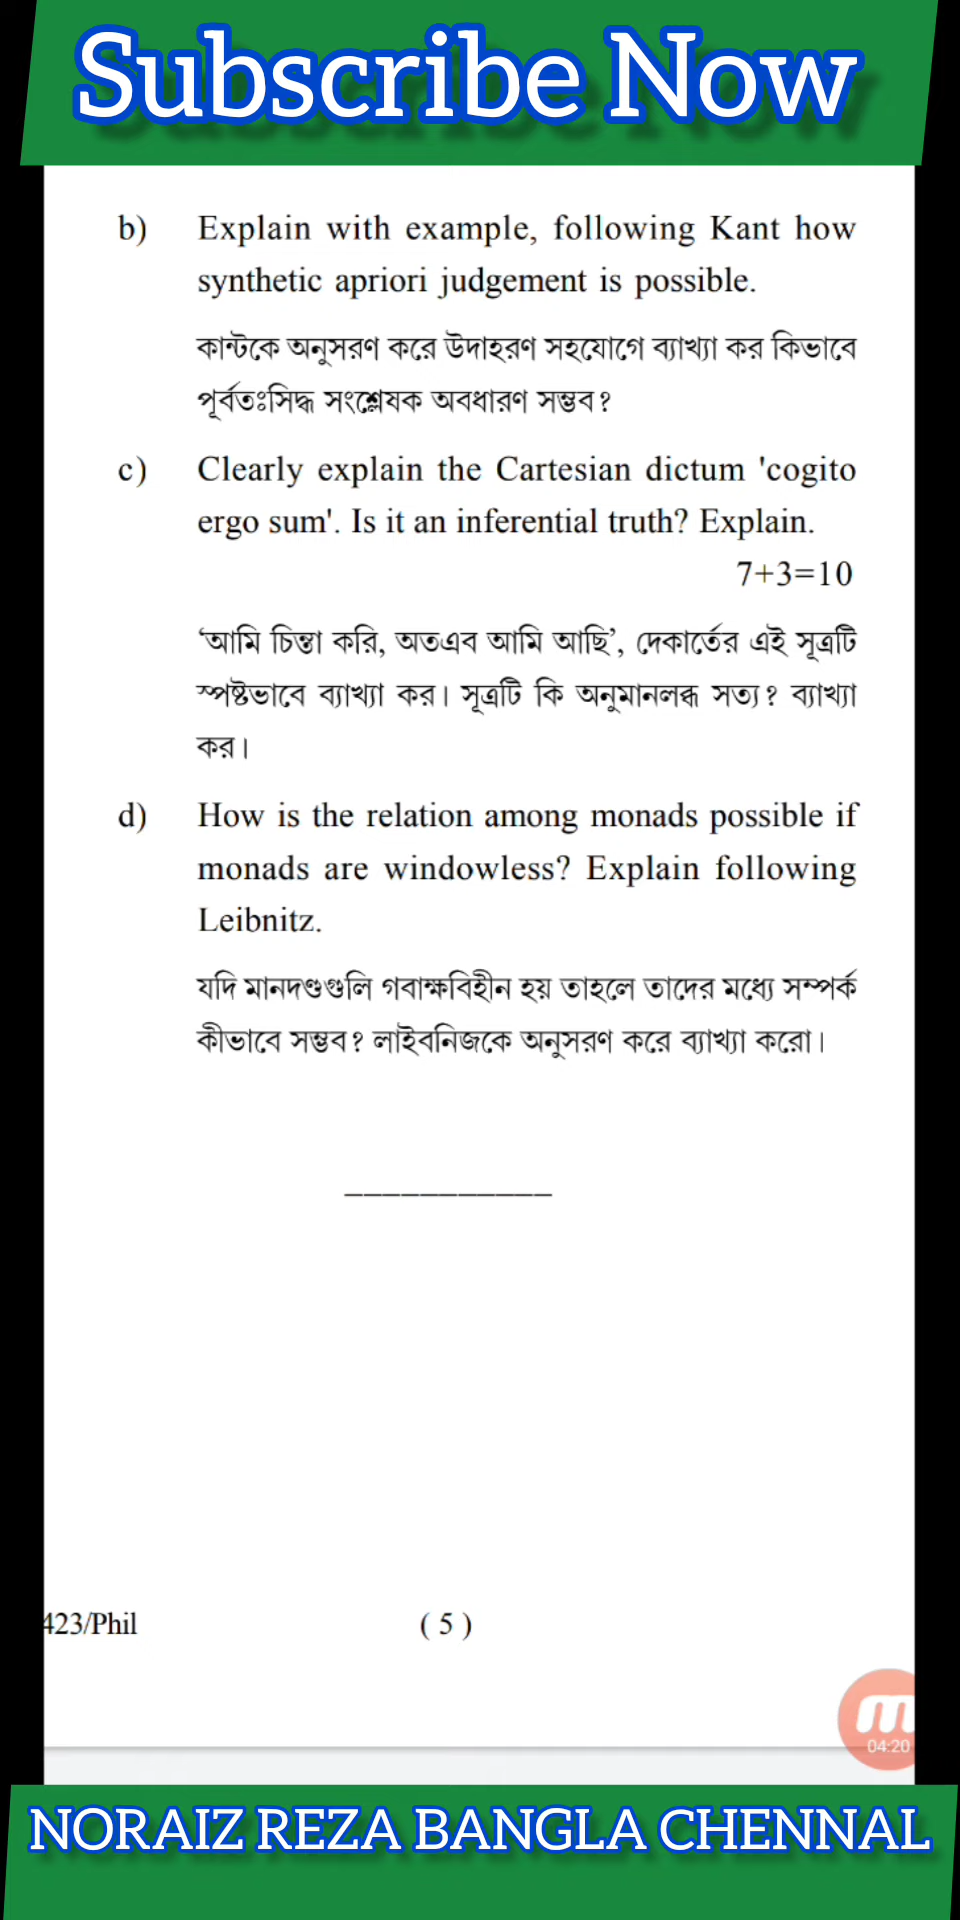 Subscribe Now
b) Explain with example, following Kant how
synthetic apriori judgement is possible.
কান্টকে অনুসরণ করে উদাহরণ সহযোগে ব্যাখ্যা কর কিভাবে
পূর্বতঃসিদ্ধ সংশ্লেষক অবধারণ সম্ভব?
c) Clearly explain the Cartesian dictum 'cogito
ergo sum'. Is it an inferential truth? Explain.
7+3=10
‘আমি চিন্তা করি, অতএব আমি আছি’, দেকার্তের এই সূত্রটি
স্পষ্টভাবে ব্যাখ্যা কর। সূত্রটি কি অনুমানলব্ধ সত্য? ব্যাখ্যা
কর।
d) How is the relation among monads possible if
monads are windowless? Explain following
Leibnitz.
যদি মানদণ্ডগুলি গবাক্ষবিহীন হয় তাহলে তাদের মধ্যে সম্পর্ক
কীভাবে সম্ভব? লাইবনিজকে অনুসরণ করে ব্যাখ্যা করো।
423/Phil ( 5 )
04:20
NORAIZ REZA BANGLA CHENNAL